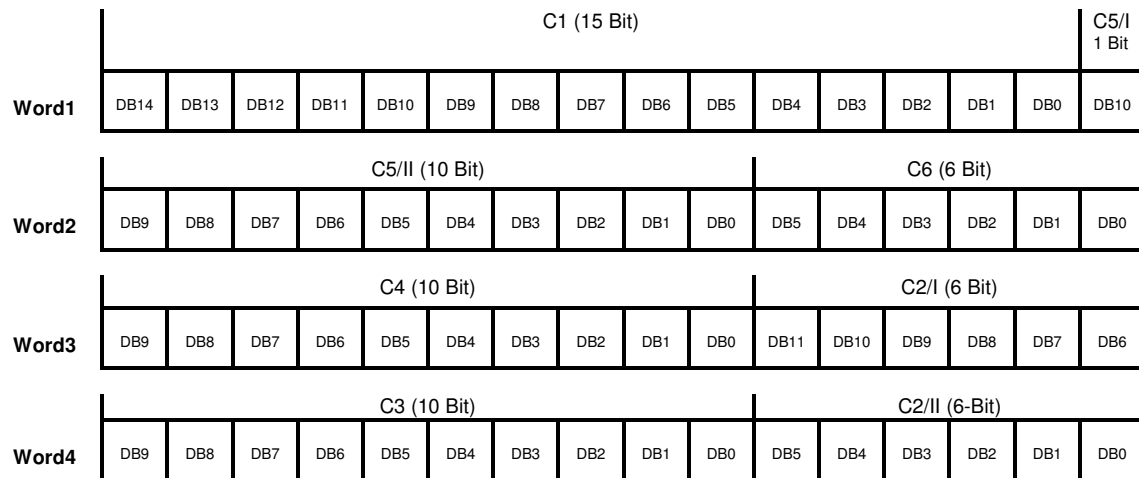 C1 (15 Bit) C5/I
1 Bit
Word1 DB14 DB13 DB12 DB11 DB10 DB9 DB8 DB7 DB6 DB5 DB4 DB3 DB2 DB1 DB0 DB10
C5/II (10 Bit) C6 (6 Bit)
Word2 DB9 DB8 DB7 DB6 DB5 DB4 DB3 DB2 DB1 DB0 DB5 DB4 DB3 DB2 DB1 DB0
C4 (10 Bit) C2/I (6 Bit)
Word3 DB9 DB8 DB7 DB6 DB5 DB4 DB3 DB2 DB1 DB0 DB11 DB10 DB9 DB8 DB7 DB6
C3 (10 Bit) C2/II (6-Bit)
Word4 DB9 DB8 DB7 DB6 DB5 DB4 DB3 DB2 DB1 DB0 DB5 DB4 DB3 DB2 DB1 DB0